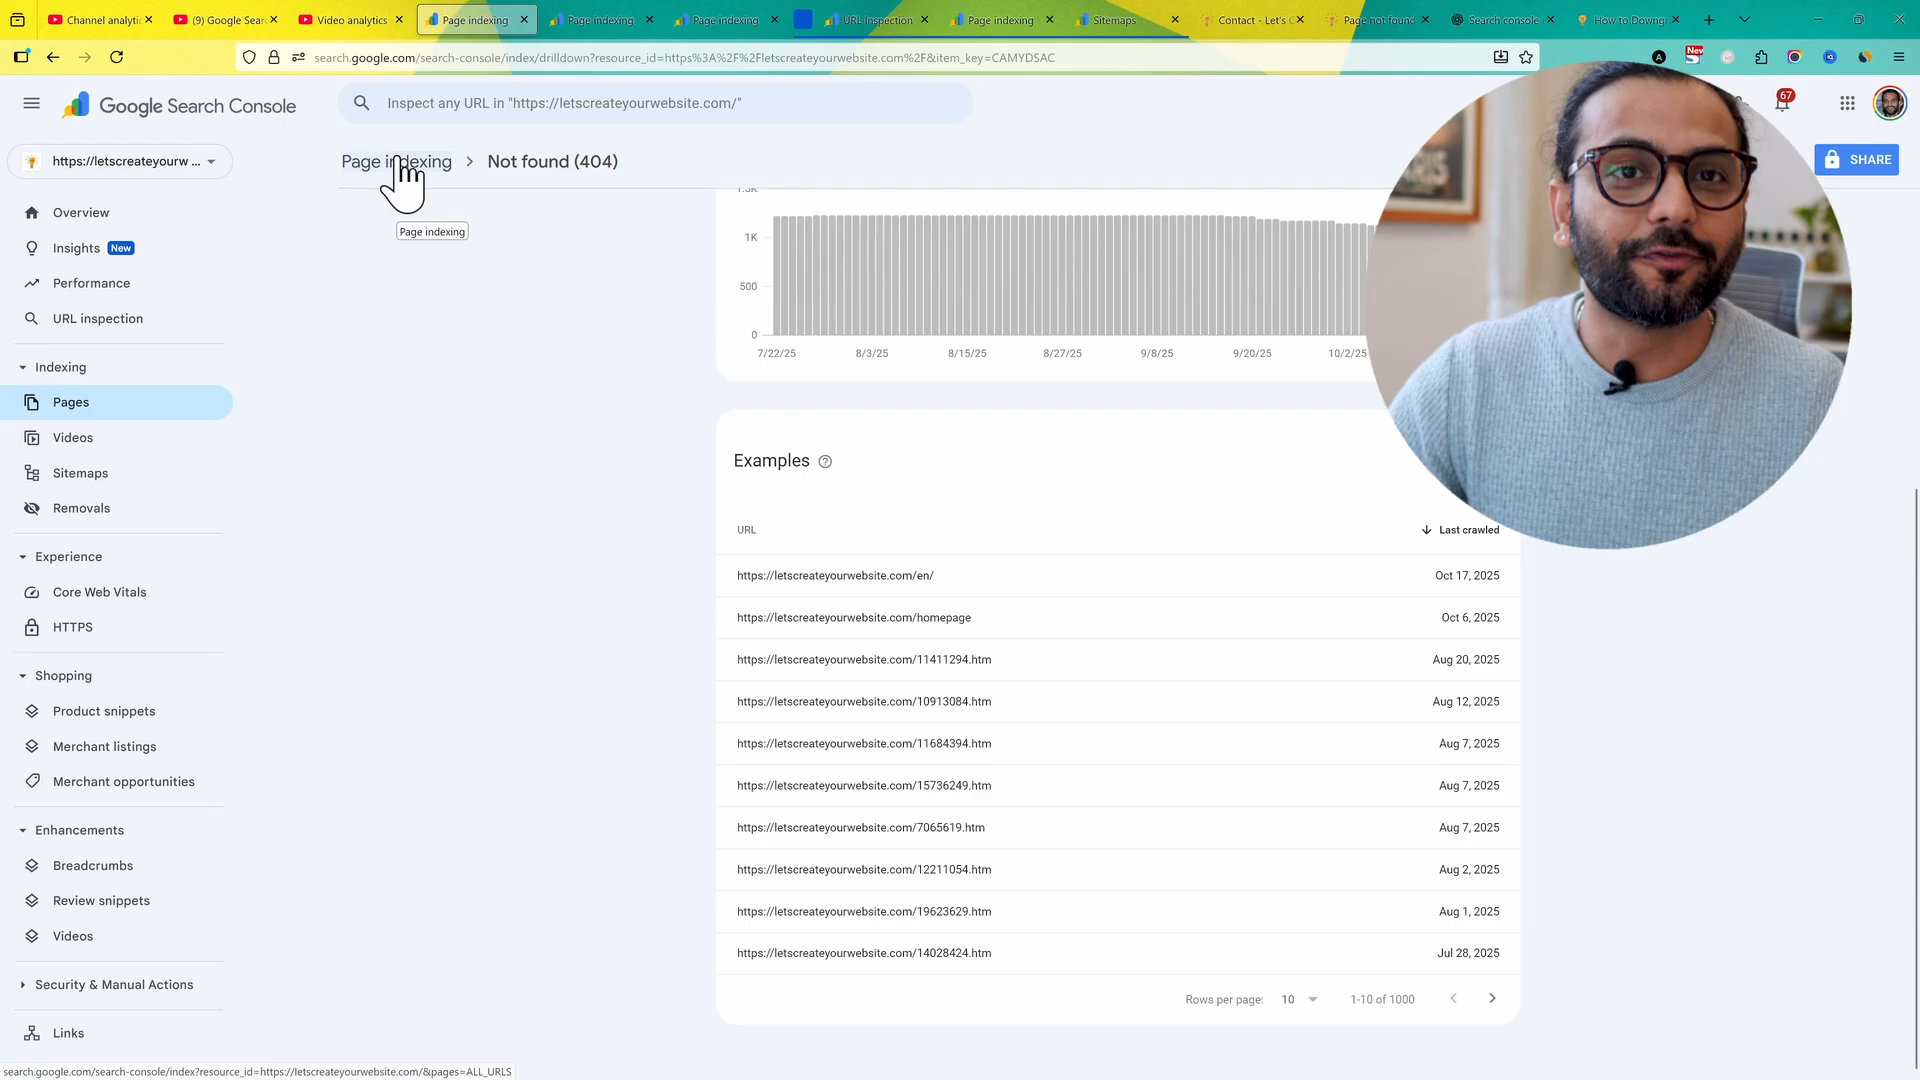 Channel analytic
(9) Google Sear
Video analytics
Page indexing
Page indexing
Page indexing
URL Inspection
Page indexing
Sitemaps
Contact - Let's C
Page not found
Search console
How to Downg
search.google.com/search-console/index/drilldown?resource_id=https%3A%2F%2Fletscreateyourwebsite.com%2F&item_key=CAMYDSAC
New
Google Search Console
Inspect any URL in "https://letscreateyourwebsite.com/"
67
https://letscreateyourw ...
Page indexing > Not found (404)
SHARE
Page indexing
Overview
Insights New
Performance
URL inspection
Indexing
Pages
Videos
Sitemaps
Removals
Experience
Core Web Vitals
HTTPS
Shopping
Product snippets
Merchant listings
Merchant opportunities
Enhancements
Breadcrumbs
Review snippets
Videos
Security & Manual Actions
Links
1.5K
1K
500
0
7/22/25 8/3/25 8/15/25 8/27/25 9/8/25 9/20/25 10/2/25
Examples
URL Last crawled
https://letscreateyourwebsite.com/en/ Oct 17, 2025
https://letscreateyourwebsite.com/homepage Oct 6, 2025
https://letscreateyourwebsite.com/11411294.htm Aug 20, 2025
https://letscreateyourwebsite.com/10913084.htm Aug 12, 2025
https://letscreateyourwebsite.com/11684394.htm Aug 7, 2025
https://letscreateyourwebsite.com/15736249.htm Aug 7, 2025
https://letscreateyourwebsite.com/7065619.htm Aug 7, 2025
https://letscreateyourwebsite.com/12211054.htm Aug 2, 2025
https://letscreateyourwebsite.com/19623629.htm Aug 1, 2025
https://letscreateyourwebsite.com/14028424.htm Jul 28, 2025
Rows per page: 10 1-10 of 1000
search.google.com/search-console/index?resource_id=https://letscreateyourwebsite.com/&pages=ALL_URLS